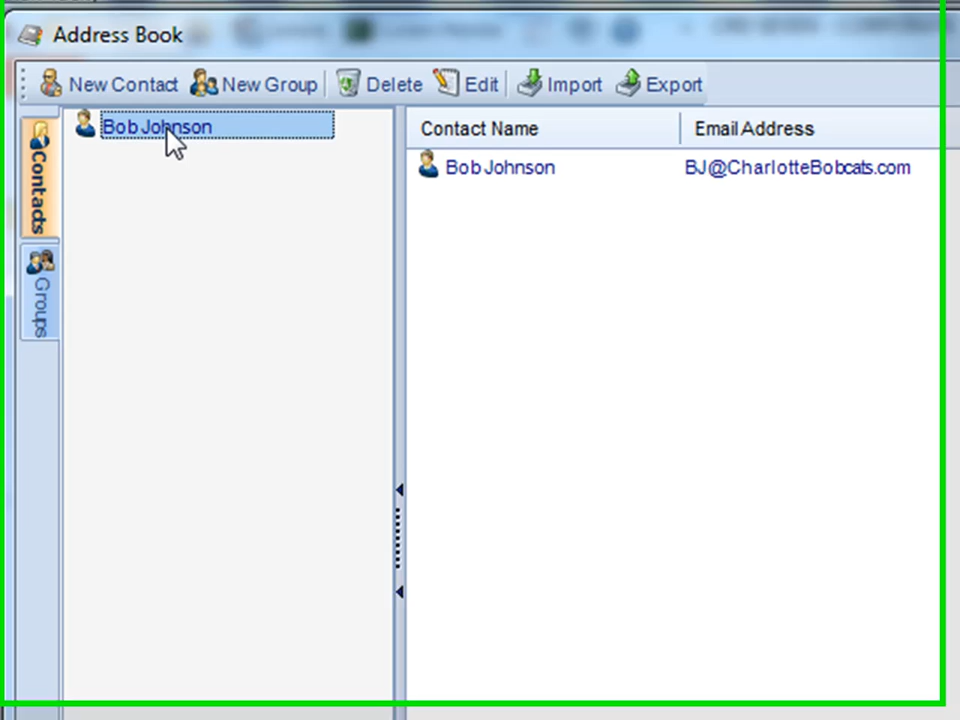 Address Book
New Contact New Group Delete Edit Import Export
Contacts
Groups
Bob Johnson
Contact Name Email Address
Bob Johnson BJ@CharlotteBobcats.com